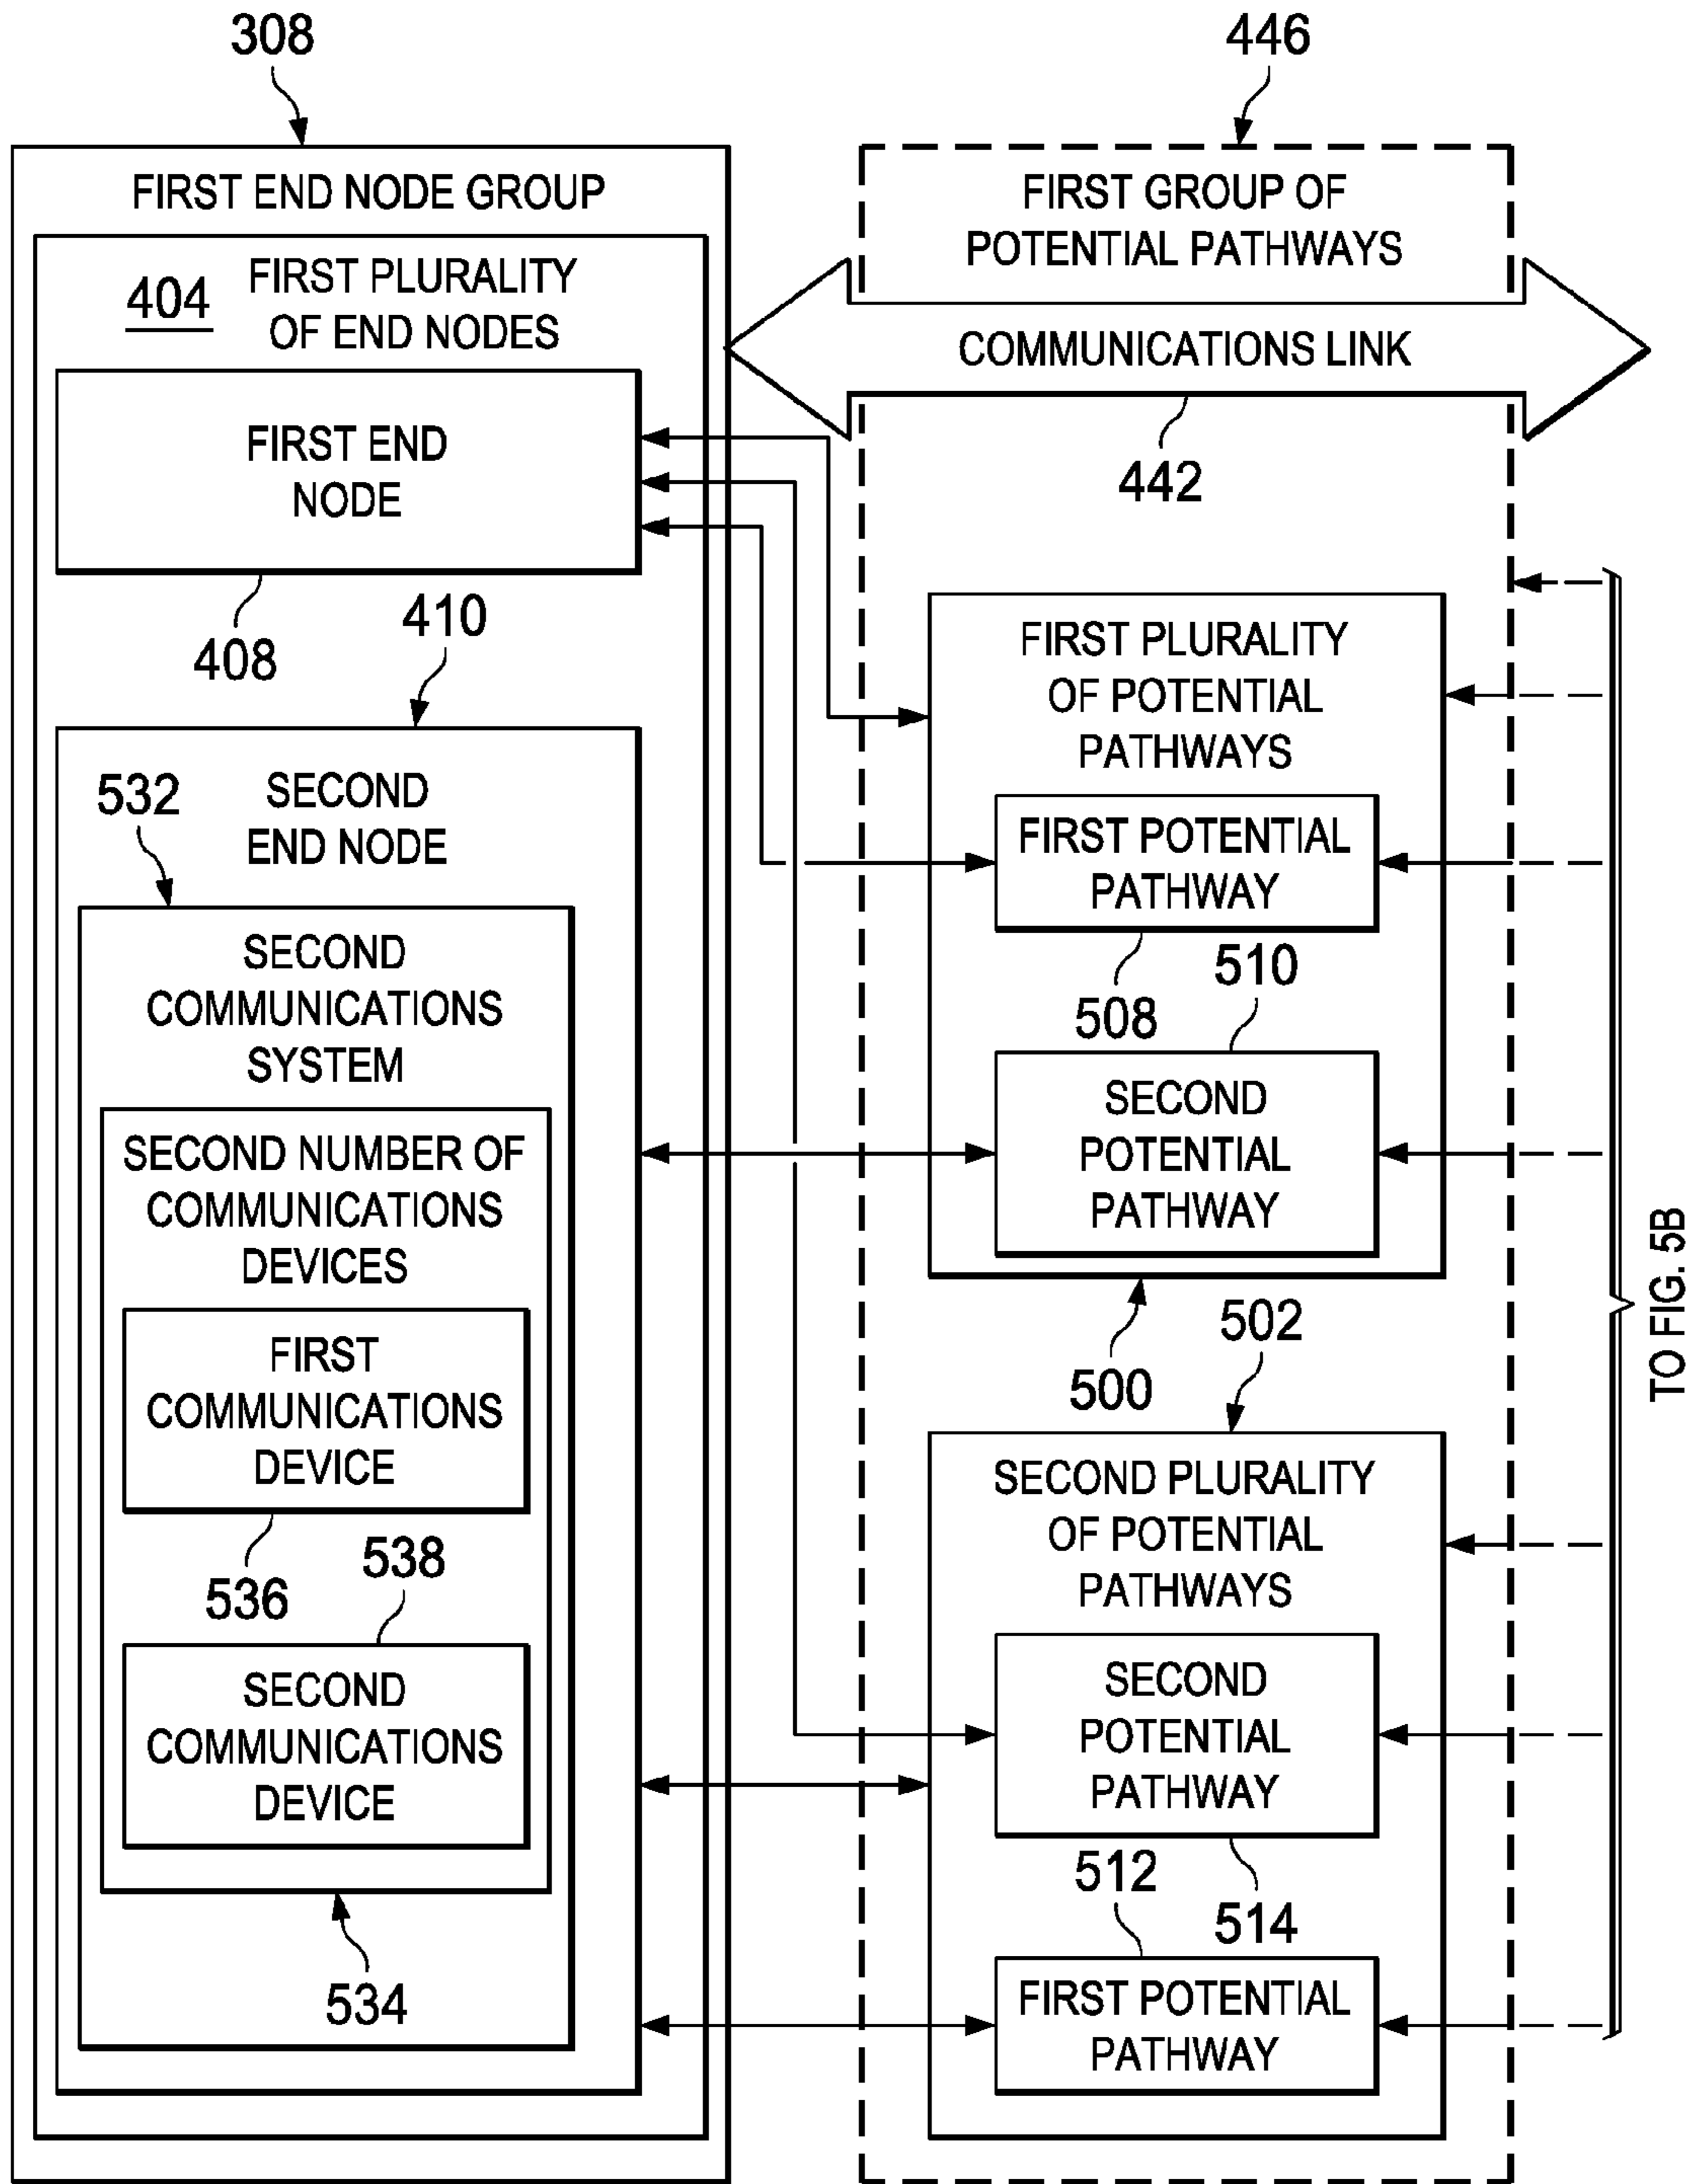 308
446
FIRST END NODE GROUP
404
FIRST PLURALITY
OF END NODES
FIRST END
NODE
408
410
SECOND
END NODE
532
SECOND
COMMUNICATIONS
SYSTEM
SECOND NUMBER OF
COMMUNICATIONS
DEVICES
FIRST
COMMUNICATIONS
DEVICE
536
538
SECOND
COMMUNICATIONS
DEVICE
534
FIRST GROUP OF
POTENTIAL PATHWAYS
COMMUNICATIONS LINK
442
FIRST PLURALITY
OF POTENTIAL
PATHWAYS
FIRST POTENTIAL
PATHWAY
508
510
SECOND
POTENTIAL
PATHWAY
500
502
SECOND PLURALITY
OF POTENTIAL
PATHWAYS
SECOND
POTENTIAL
PATHWAY
512
514
FIRST POTENTIAL
PATHWAY
TO FIG. 5B